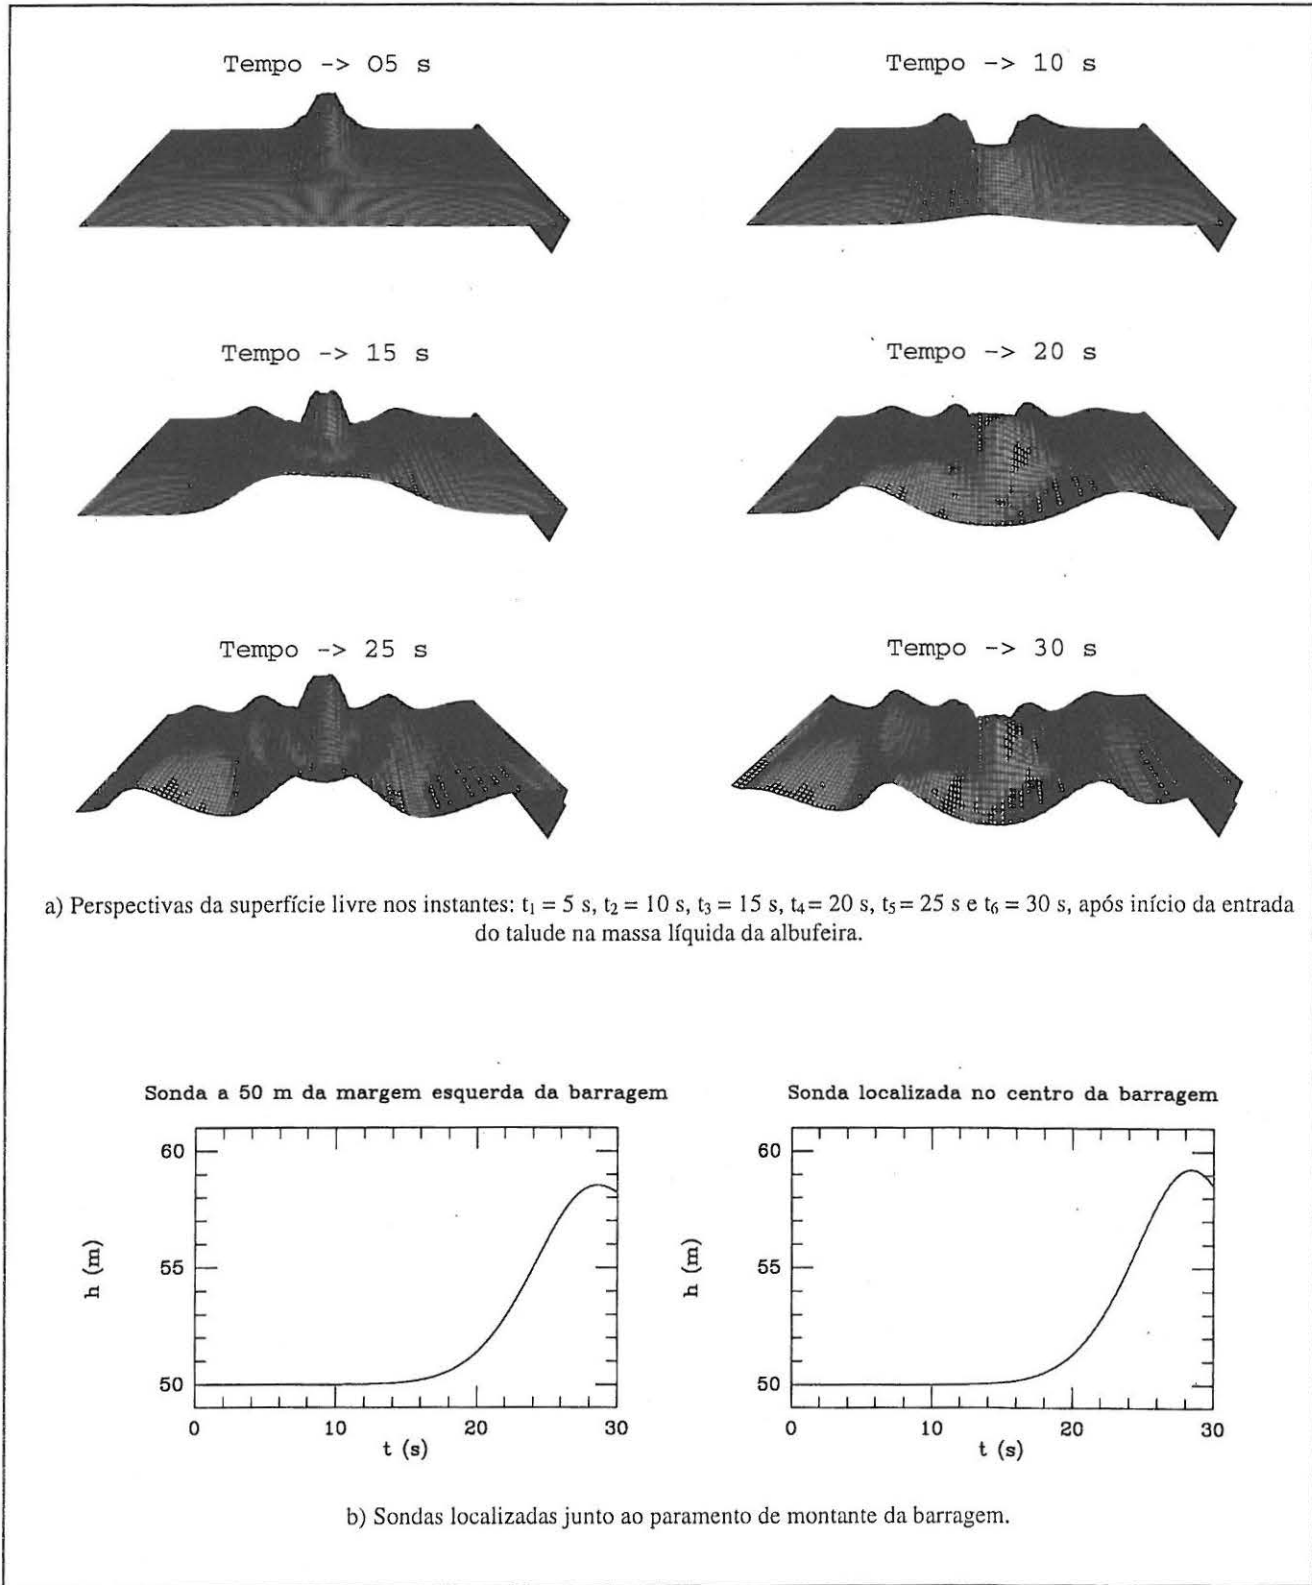 Tempo -> O5 s
Tempo -> 10 s
Tempo -> 15 s
Tempo -> 20 s
Tempo -> 25 s
Tempo -> 30 s
a) Perspectivas da superfície livre nos instantes: t₁ = 5 s, t₂ = 10 s, t₃ = 15 s, t₄= 20 s, t₅= 25 s e t₆ = 30 s, após início da entrada
do talude na massa líquida da albufeira.
Sonda a 50 m da margem esquerda da barragem
60
55
50
h (m)
0 10 20 30
t (s)
Sonda localizada no centro da barragem
60
55
50
h (m)
0 10 20 30
t (s)
b) Sondas localizadas junto ao paramento de montante da barragem.